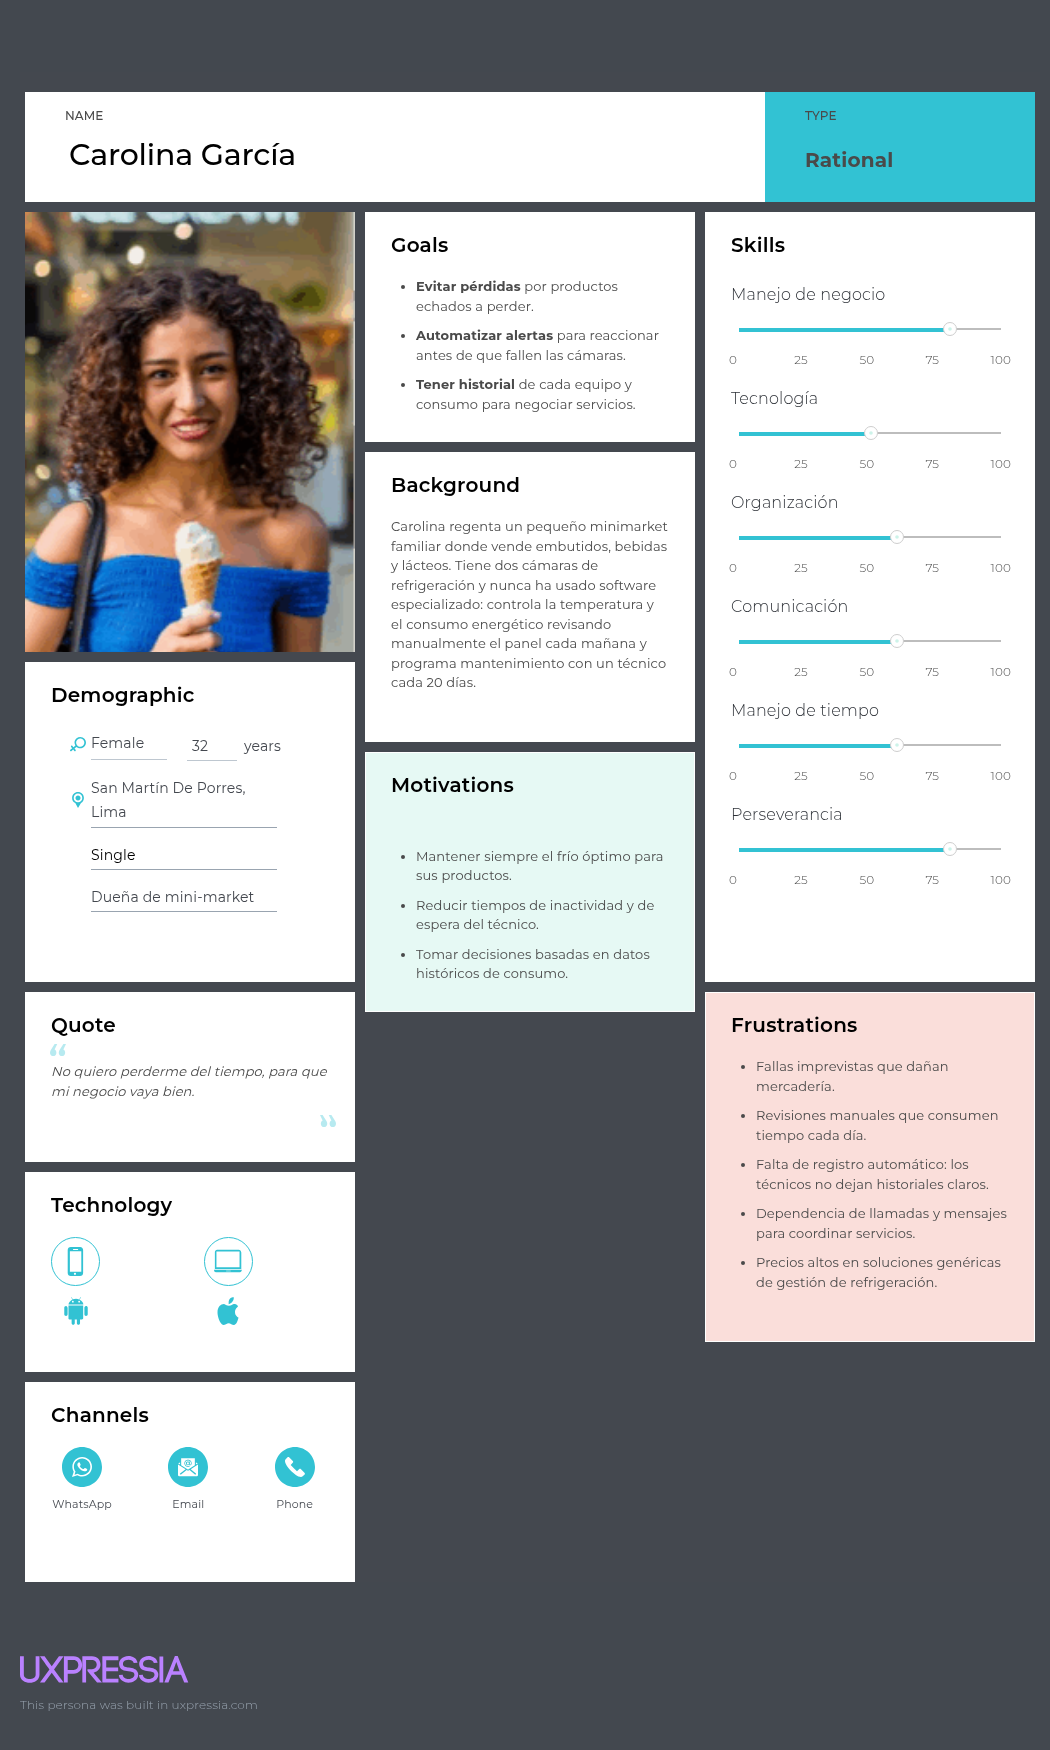 NAME
Carolina García
TYPE
Rational
Demographic
Female 32 years
San Martín De Porres,
Lima
Single
Dueña de mini-market
Quote
“
No quiero perderme del tiempo, para que
mi negocio vaya bien.
”
Technology
Channels
WhatsApp Email Phone
Goals
• Evitar pérdidas por productos
echados a perder.
• Automatizar alertas para reaccionar
antes de que fallen las cámaras.
• Tener historial de cada equipo y
consumo para negociar servicios.
Background
Carolina regenta un pequeño minimarket
familiar donde vende embutidos, bebidas
y lácteos. Tiene dos cámaras de
refrigeración y nunca ha usado software
especializado: controla la temperatura y
el consumo energético revisando
manualmente el panel cada mañana y
programa mantenimiento con un técnico
cada 20 días.
Motivations
• Mantener siempre el frío óptimo para
sus productos.
• Reducir tiempos de inactividad y de
espera del técnico.
• Tomar decisiones basadas en datos
históricos de consumo.
Skills
Manejo de negocio
0 25 50 75 100
Tecnología
0 25 50 75 100
Organización
0 25 50 75 100
Comunicación
0 25 50 75 100
Manejo de tiempo
0 25 50 75 100
Perseverancia
0 25 50 75 100
Frustrations
• Fallas imprevistas que dañan
mercadería.
• Revisiones manuales que consumen
tiempo cada día.
• Falta de registro automático: los
técnicos no dejan historiales claros.
• Dependencia de llamadas y mensajes
para coordinar servicios.
• Precios altos en soluciones genéricas
de gestión de refrigeración.
UXPRESSIA
This persona was built in uxpressia.com